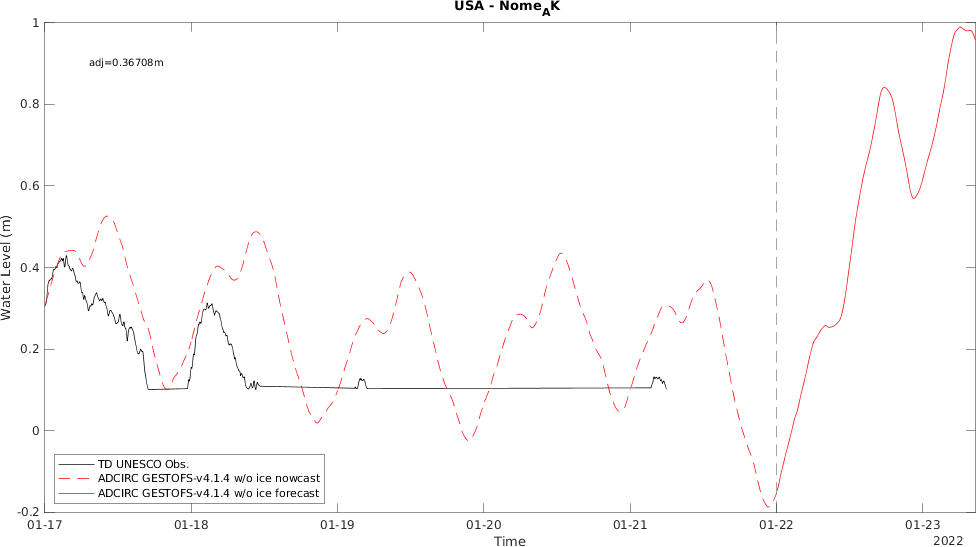 USA - Nome_AK
adj=0.36708m
1
0.8
0.6
0.4
0.2
0
-0.2
Water Level (m)
TD UNESCO Obs.
ADCIRC GESTOFS-v4.1.4 w/o ice nowcast
ADCIRC GESTOFS-v4.1.4 w/o ice forecast
01-17 01-18 01-19 01-20 01-21 01-22 01-23
Time
2022